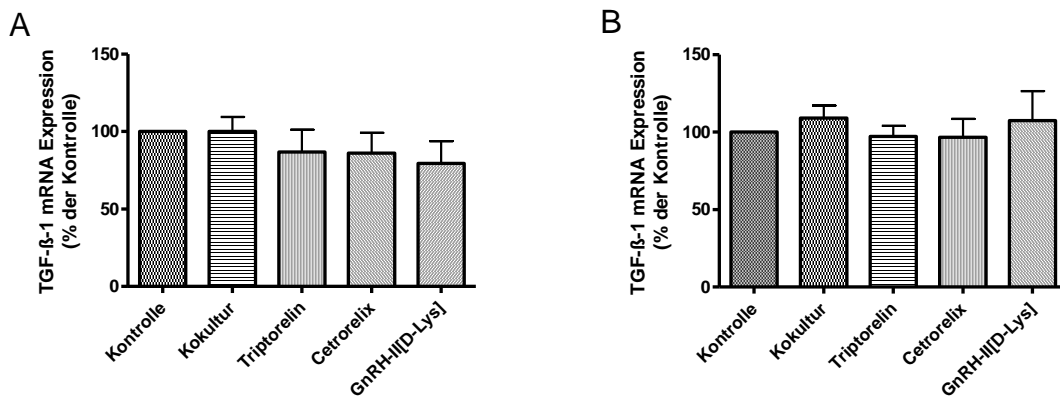 A
TGF-ß-1 mRNA Expression
(% der Kontrolle)
150
100
50
0
Kontrolle
Kokultur
Triptorelin
Cetrorelix
GnRH-II[D-Lys]
B
TGF-ß-1 mRNA Expression
(% der Kontrolle)
150
100
50
0
Kontrolle
Kokultur
Triptorelin
Cetrorelix
GnRH-II[D-Lys]